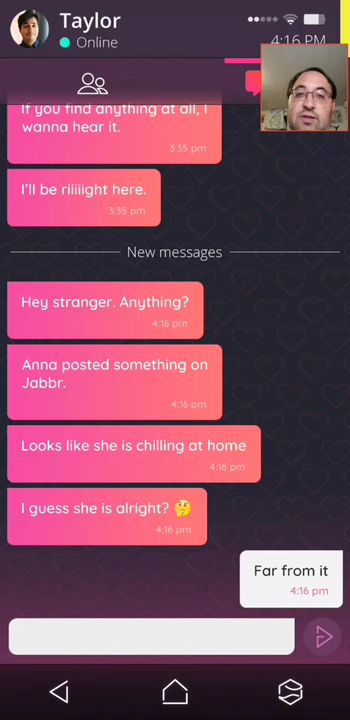 Taylor
Online
4:16 PM
If you find anything at all, I
wanna hear it.
3:35 pm
I'll be riiiiight here.
3:35 pm
New messages
Hey stranger. Anything?
4:16 pm
Anna posted something on
Jabbr.
4:16 pm
Looks like she is chilling at home
4:16 pm
I guess she is alright? 🤔
4:16 pm
Far from it
4:16 pm